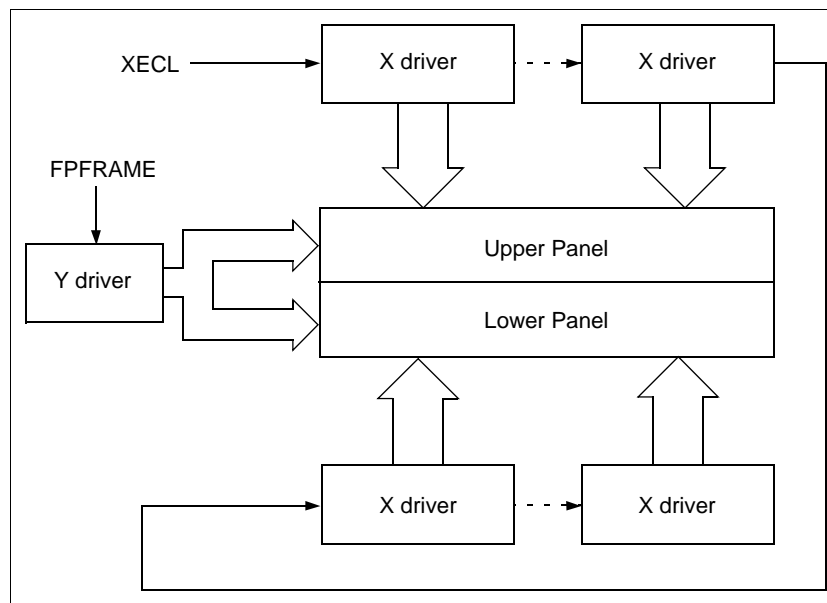 XECL
X driver
X driver
FPFRAME
Y driver
Upper Panel
Lower Panel
X driver
X driver